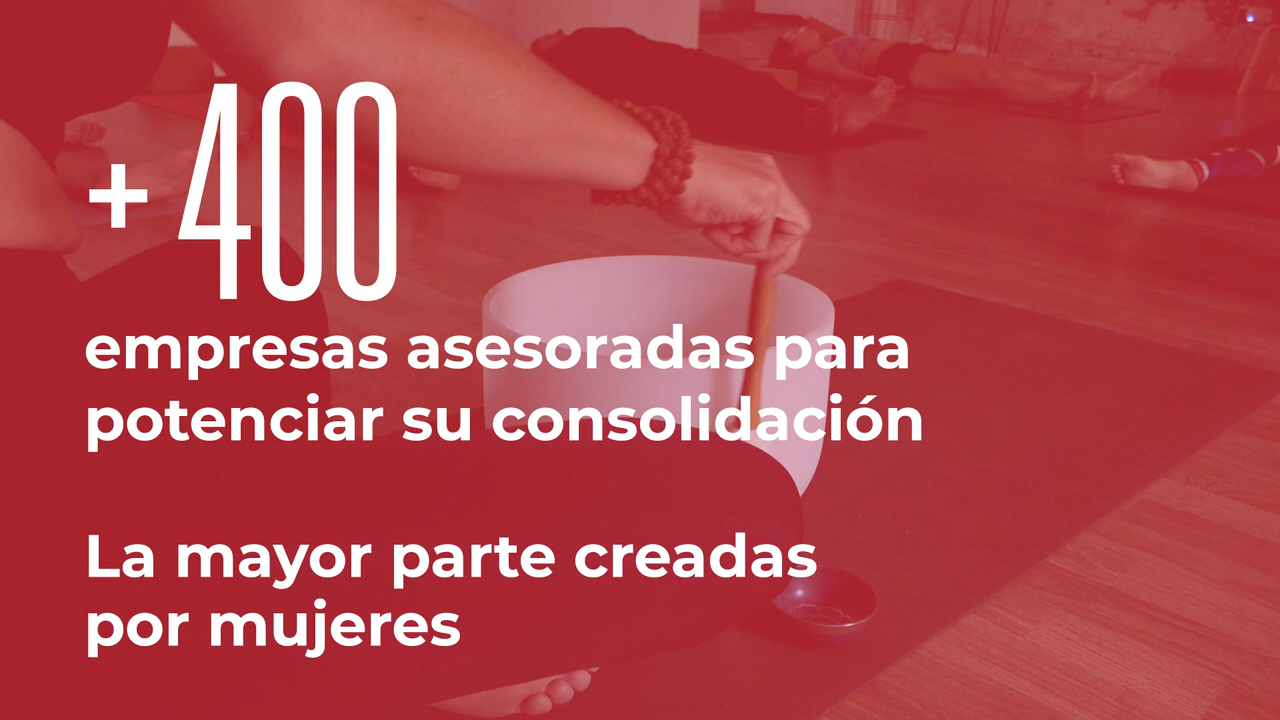 + 400
empresas asesoradas para
potenciar su consolidación
La mayor parte creadas
por mujeres